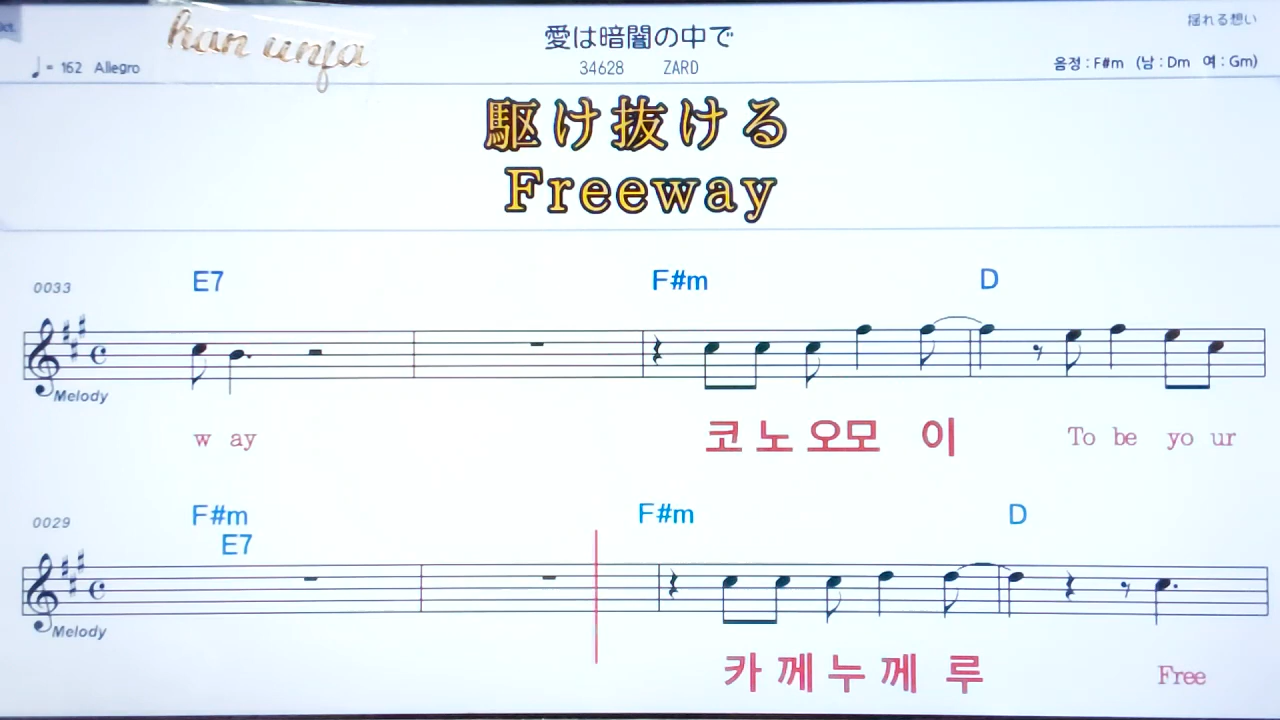 han unfa
愛は暗闇の中で
揺れる想い
♩= 162 Allegro
34628 ZARD
음정 : F#m (남 : Dm 여 : Gm)
駆け抜ける
Freeway
0033 E7 F#m D
Melody
w ay 코 노 오모 이 To be yo ur
0029 F#m F#m D
E7
Melody
카 께 누 께 루 Free